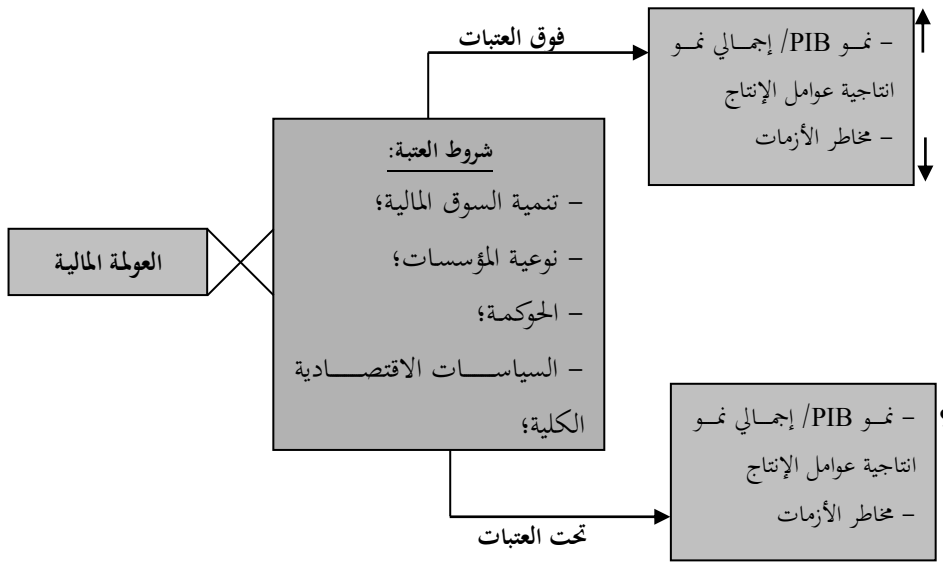 فوق العتبات
– نمو PIB/ إجمالي نمو
انتاجية عوامل الإنتاج
– مخاطر الأزمات
شروط العتبة:
– تنمية السوق المالية؛
– نوعية المؤسسات؛
– الحوكمة؛
– السياسات الاقتصادية
الكلية؛
العولمة المالية
– نمو PIB/ إجمالي نمو
انتاجية عوامل الإنتاج
– مخاطر الأزمات
تحت العتبات